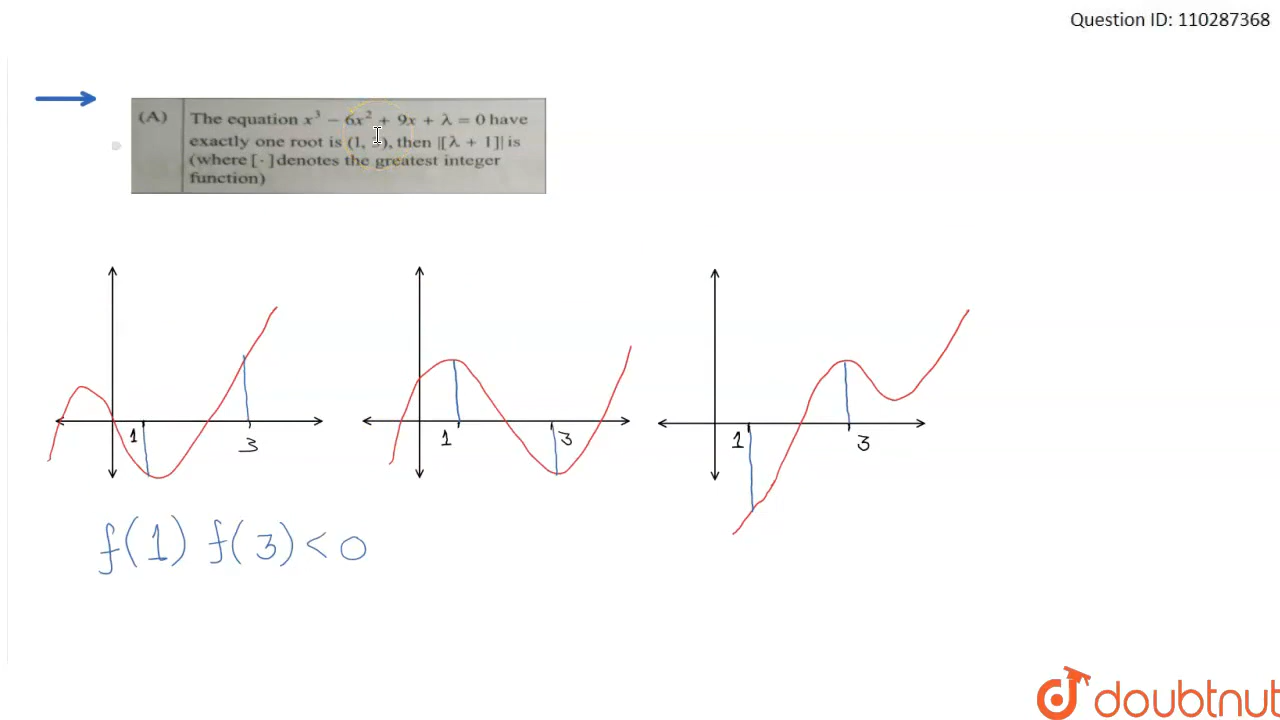 Question ID: 110287368
(A) The equation x³ − 6x² + 9x + λ = 0 have
exactly one root is (1, 3), then |[λ + 1]| is
(where [·] denotes the greatest integer
function)
1 3
1 3
1 3
f(1) f(3) < 0
doubtnut